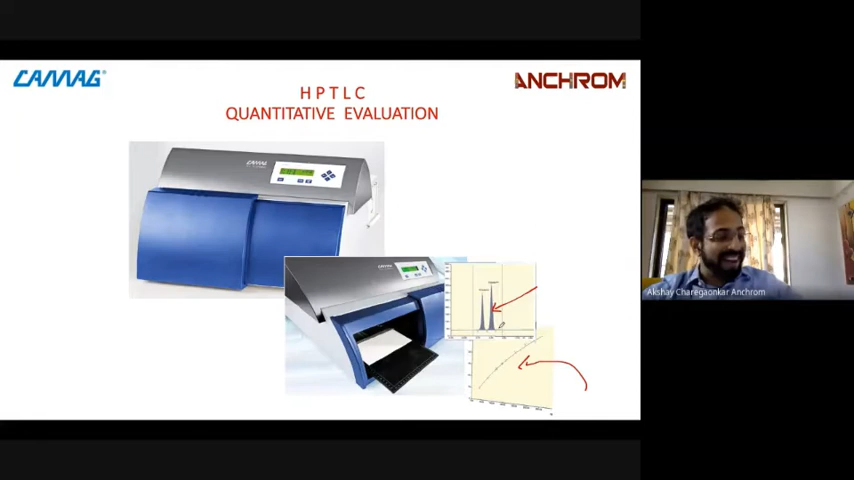 CAMAG®
ANCHROM
HPTLC
QUANTITATIVE EVALUATION
CAMAG
CAMAG
Akshay Charegaonkar Anchrom